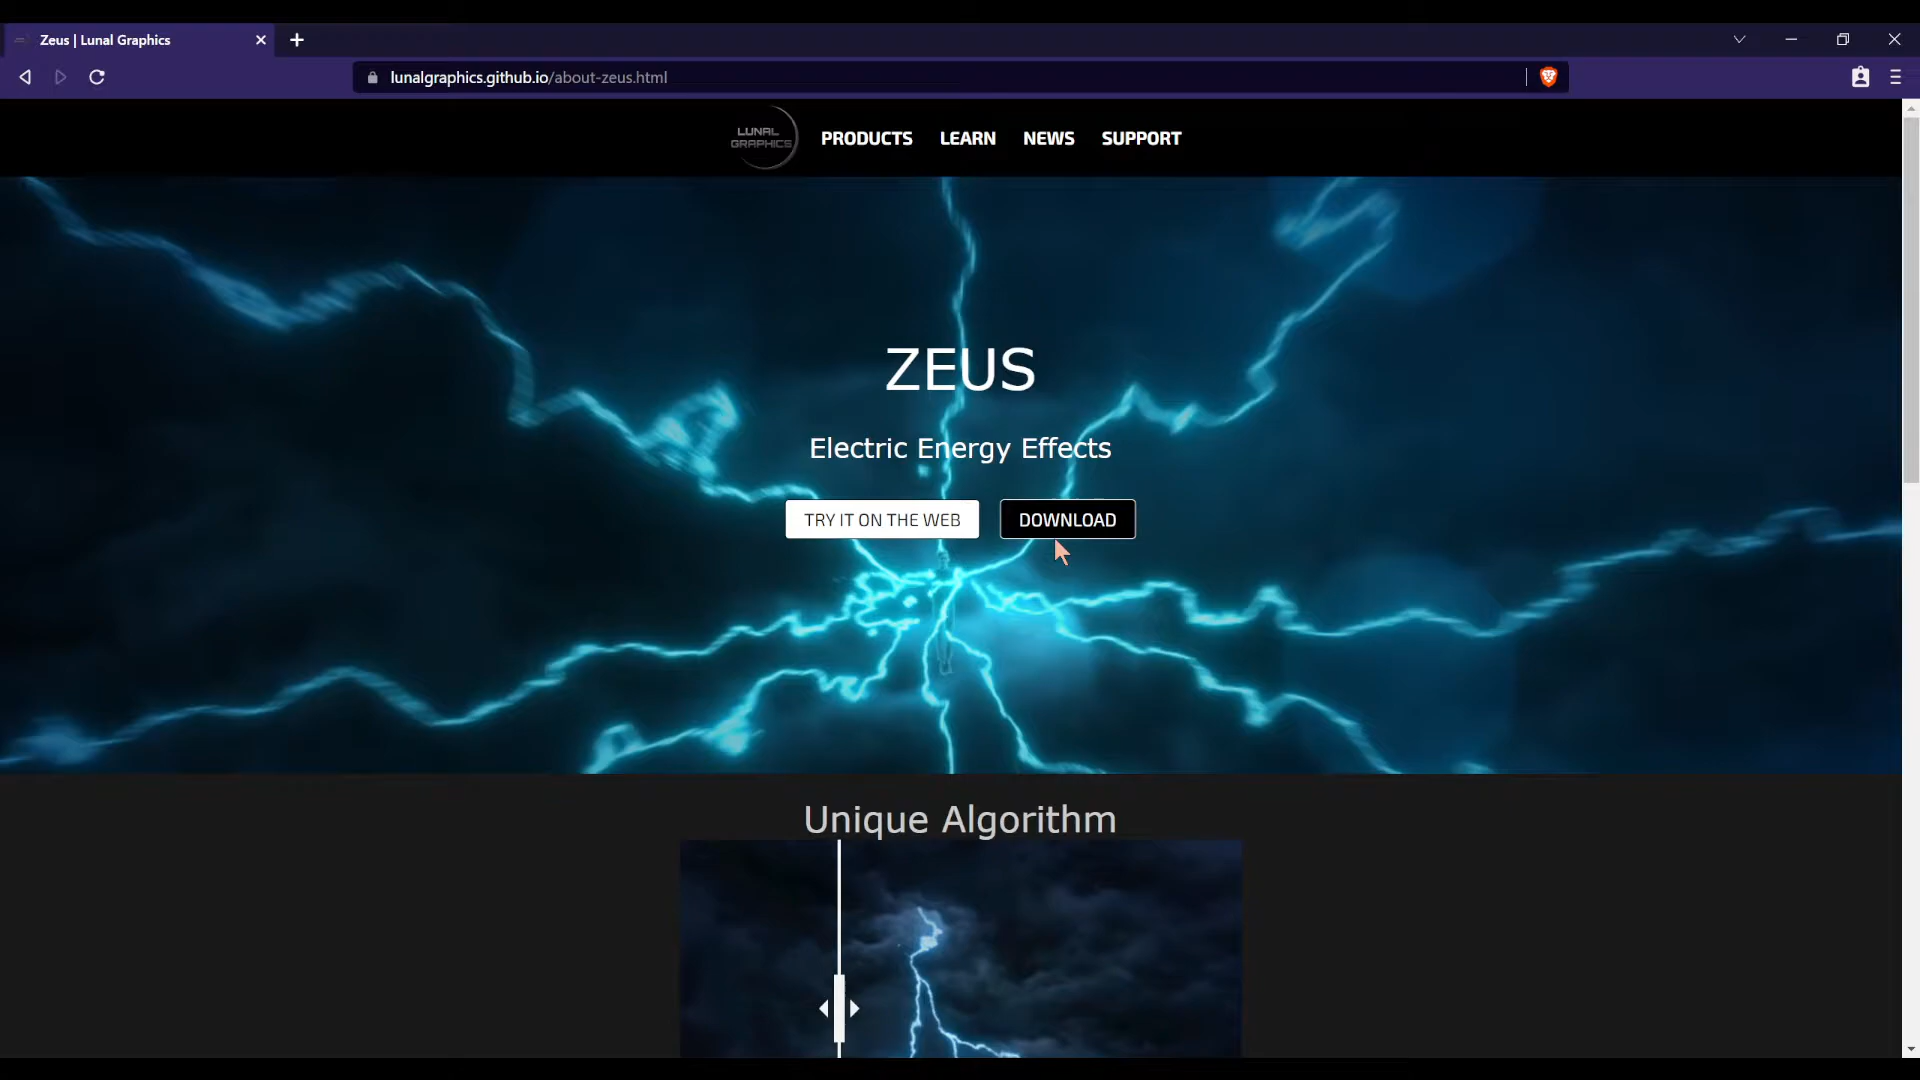 Zeus | Lunal Graphics
lunalgraphics.github.io/about-zeus.html
LUNAL
GRAPHICS
PRODUCTS LEARN NEWS SUPPORT
ZEUS
Electric Energy Effects
TRY IT ON THE WEB DOWNLOAD
Unique Algorithm